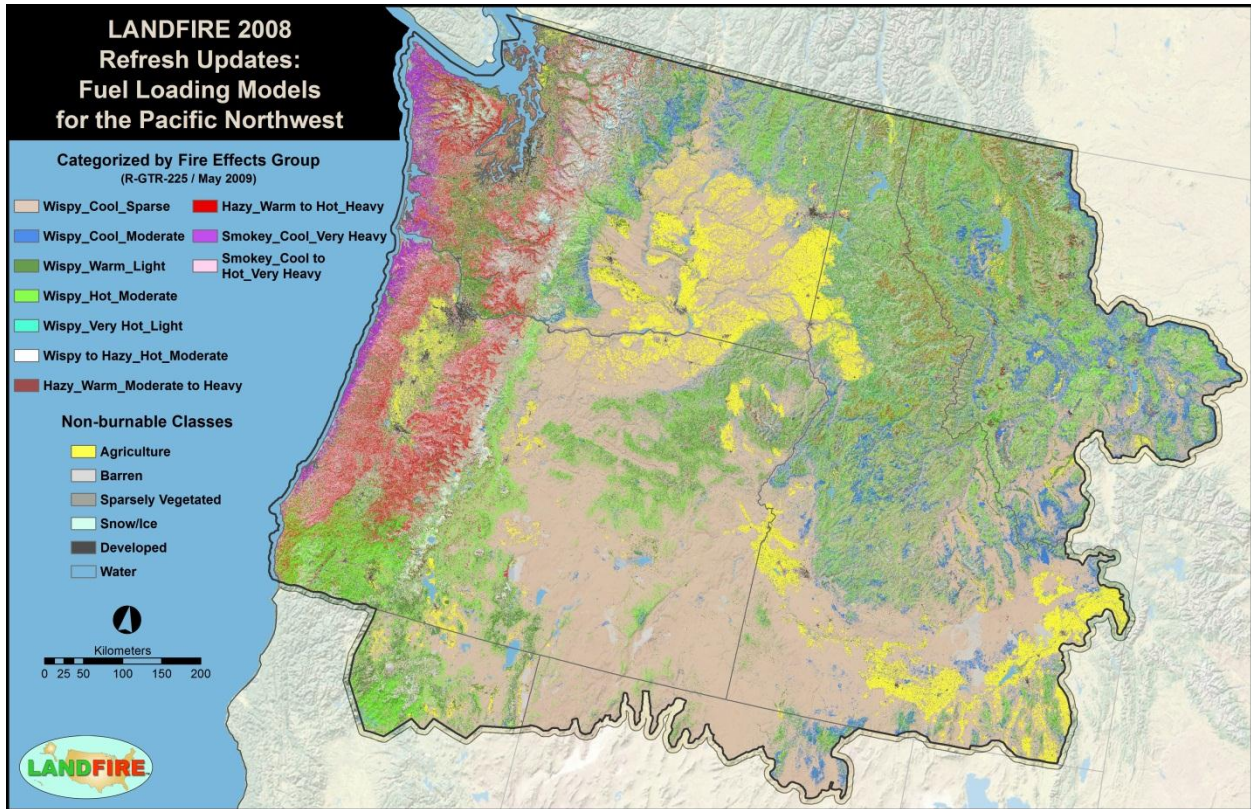 LANDFIRE 2008
Refresh Updates:
Fuel Loading Models
for the Pacific Northwest
Categorized by Fire Effects Group
(R-GTR-225 / May 2009)
Wispy_Cool_Sparse
Wispy_Cool_Moderate
Wispy_Warm_Light
Wispy_Hot_Moderate
Wispy_Very Hot_Light
Wispy to Hazy_Hot_Moderate
Hazy_Warm_Moderate to Heavy
Hazy_Warm to Hot_Heavy
Smokey_Cool_Very Heavy
Smokey_Cool to
Hot_Very Heavy
Non-burnable Classes
Agriculture
Barren
Sparsely Vegetated
Snow/Ice
Developed
Water
Kilometers
0 25 50 100 150 200
LANDFIRE